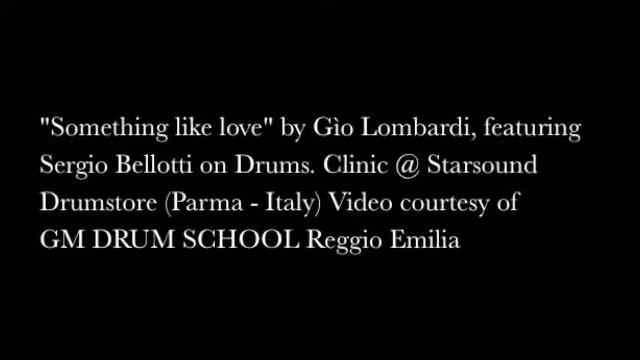 "Something like love" by Gìo Lombardi, featuring
Sergio Bellotti on Drums. Clinic @ Starsound
Drumstore (Parma - Italy) Video courtesy of
GM DRUM SCHOOL Reggio Emilia